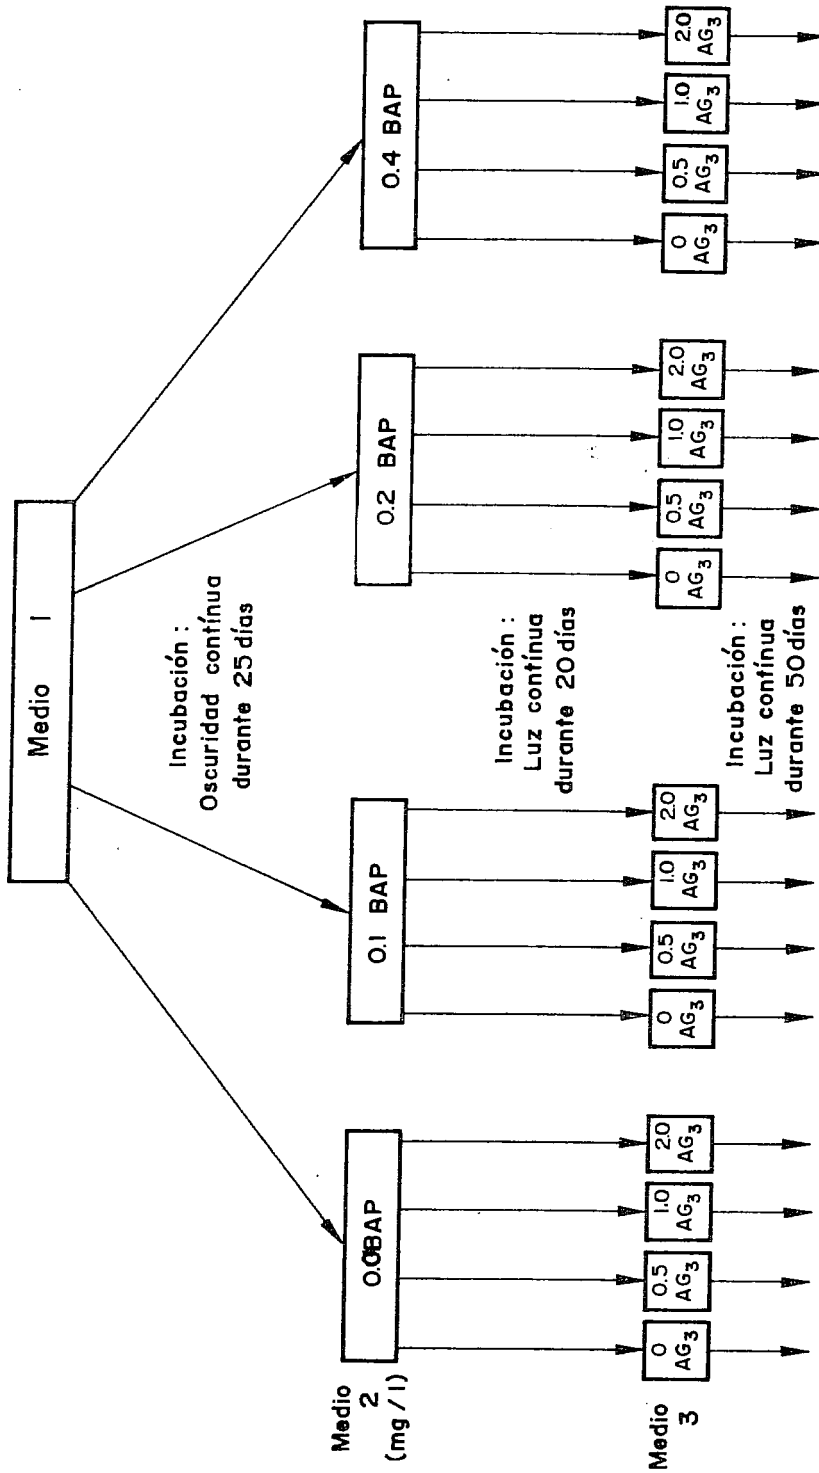 Medio 1
Incubación :
Oscuridad contínua
durante 25 días
Medio
2
(mg / l)
BAP
0.1 BAP
0.2 BAP
0.4 BAP
Incubación :
Luz contínua
durante 20 días
Medio
3
0
AG₃
0.5
AG₃
1.0
AG₃
2.0
AG₃
0
AG₃
0.5
AG₃
1.0
AG₃
2.0
AG₃
0
AG₃
0.5
AG₃
1.0
AG₃
2.0
AG₃
0
AG₃
0.5
AG₃
1.0
AG₃
2.0
AG₃
Incubación :
Luz contínua
durante 50 días